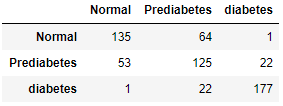 Normal Prediabetes diabetes
Normal 135 64 1
Prediabetes 53 125 22
diabetes 1 22 177